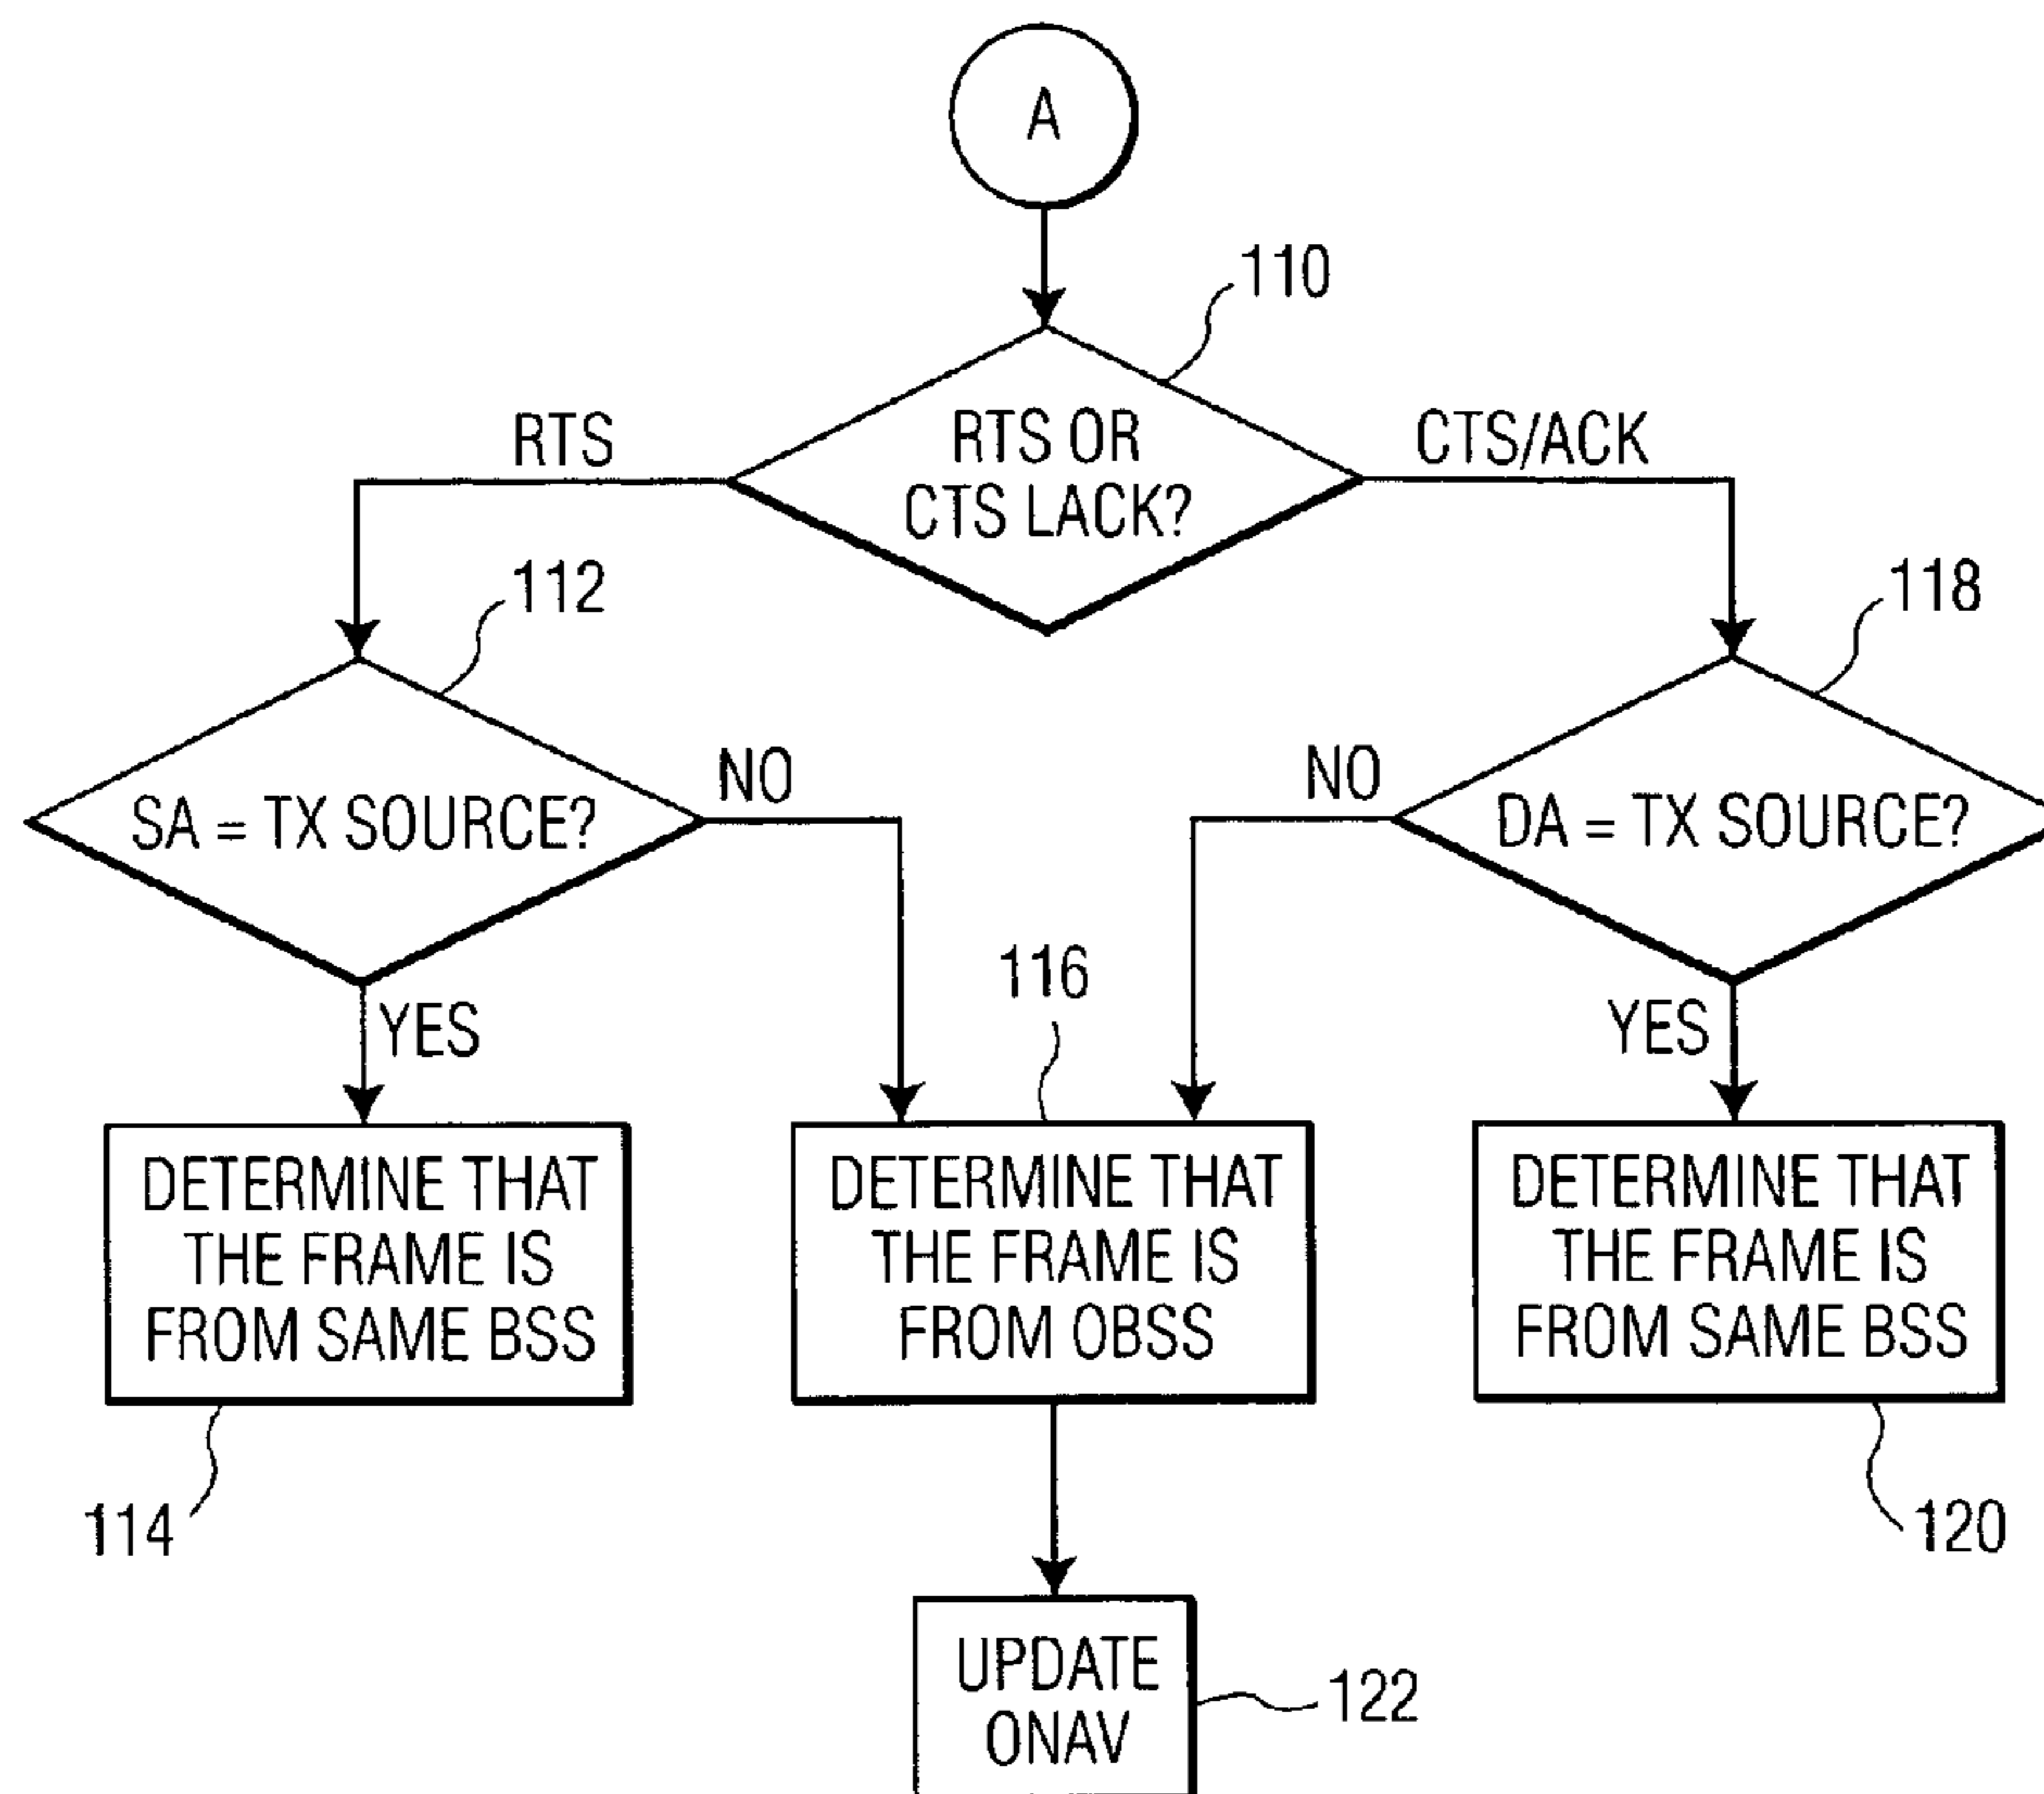 A
110
RTS
RTS OR
CTS LACK?
CTS/ACK
112
118
SA = TX SOURCE?
NO
NO
DA = TX SOURCE?
116
YES
YES
DETERMINE THAT
THE FRAME IS
FROM SAME BSS
DETERMINE THAT
THE FRAME IS
FROM OBSS
DETERMINE THAT
THE FRAME IS
FROM SAME BSS
114
120
UPDATE
ONAV
122